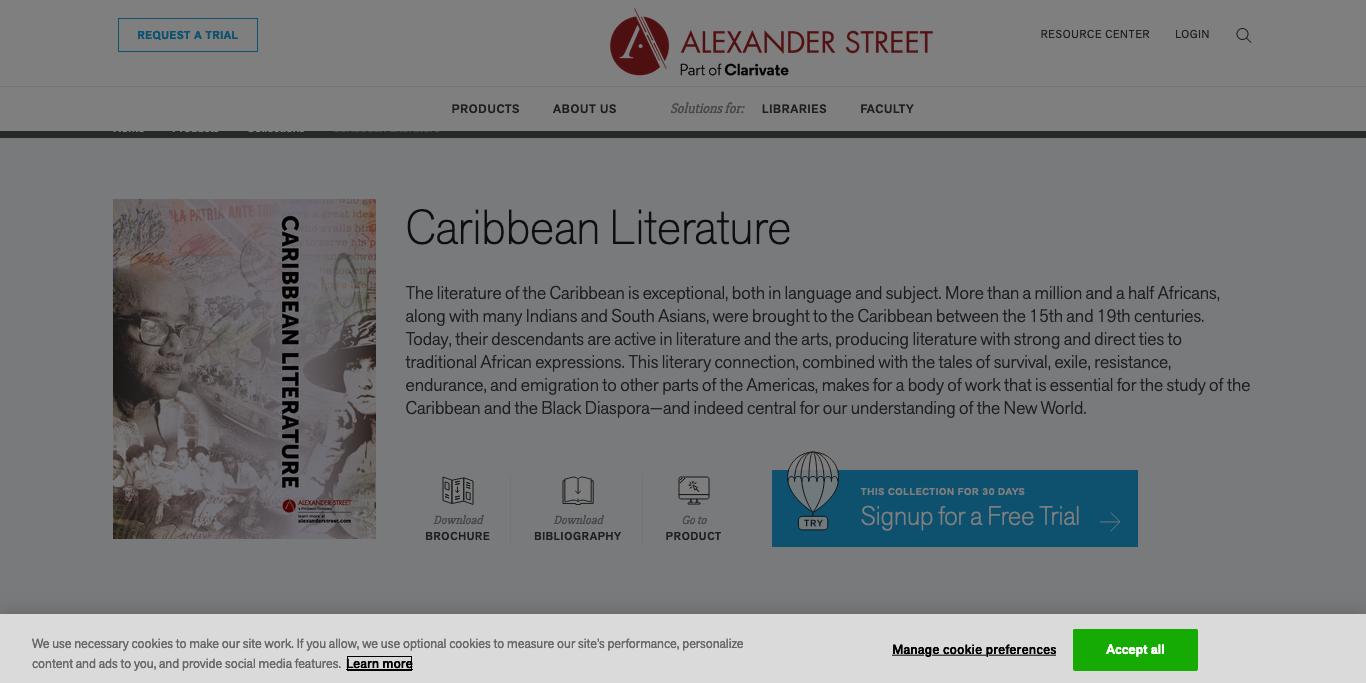 REQUEST A TRIAL
ALEXANDER STREET
Part of Clarivate
RESOURCE CENTER
LOGIN
PRODUCTS
ABOUT US
Solutions for:
LIBRARIES
FACULTY
Home Products Collections Caribbean Literature
LA PATRIA ANTE TO
CARIBBEAN LITERATURE
ALEXANDER STREET
alexanderstreet.com
Caribbean Literature
The literature of the Caribbean is exceptional, both in language and subject. More than a million and a half Africans,
along with many Indians and South Asians, were brought to the Caribbean between the 15th and 19th centuries.
Today, their descendants are active in literature and the arts, producing literature with strong and direct ties to
traditional African expressions. This literary connection, combined with the tales of survival, exile, resistance,
endurance, and emigration to other parts of the Americas, makes for a body of work that is essential for the study of the
Caribbean and the Black Diaspora—and indeed central for our understanding of the New World.
Download
BROCHURE
Download
BIBLIOGRAPHY
Go to
PRODUCT
TRY
THIS COLLECTION FOR 30 DAYS
Signup for a Free Trial
We use necessary cookies to make our site work. If you allow, we use optional cookies to measure our site's performance, personalize
content and ads to you, and provide social media features. Learn more
Manage cookie preferences
Accept all